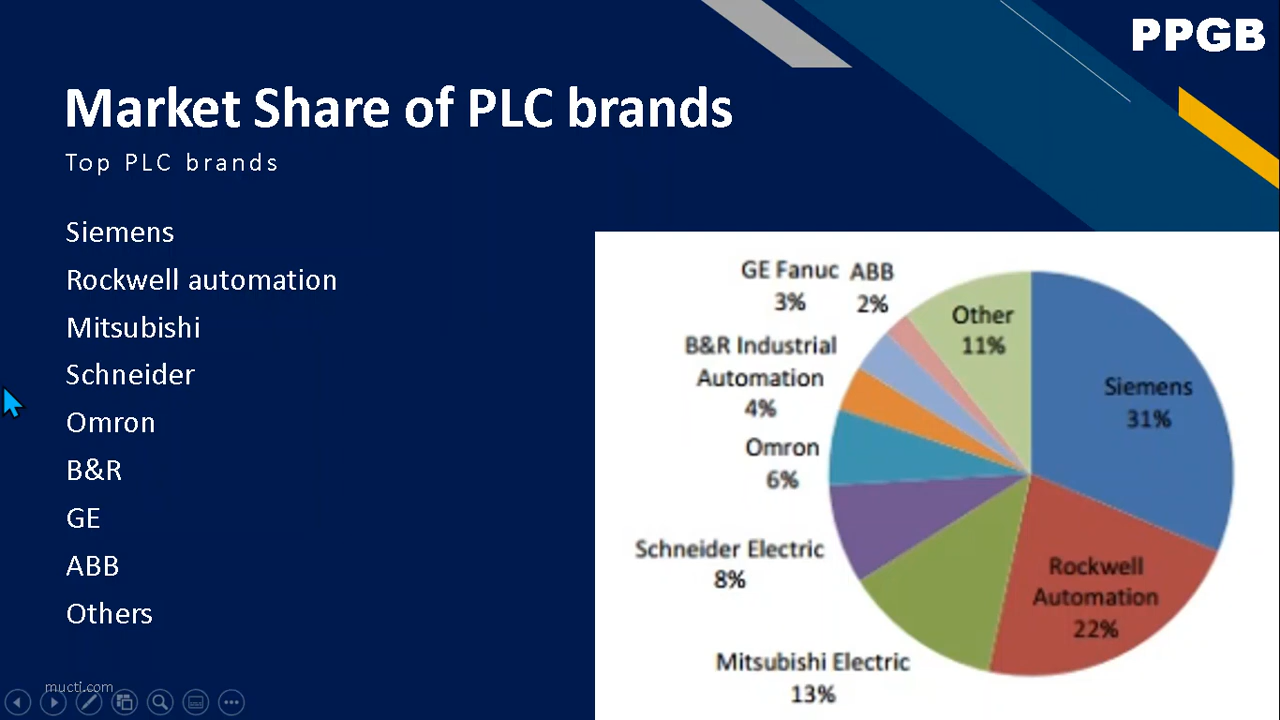 PPGB
Market Share of PLC brands
Top PLC brands
Siemens
Rockwell automation
Mitsubishi
Schneider
Omron
B&R
GE
ABB
Others
GE Fanuc
3%
ABB
2%
Other
11%
B&R Industrial
Automation
4%
Siemens
31%
Omron
6%
Schneider Electric
8%
Rockwell
Automation
22%
Mitsubishi Electric
13%
mucti.com